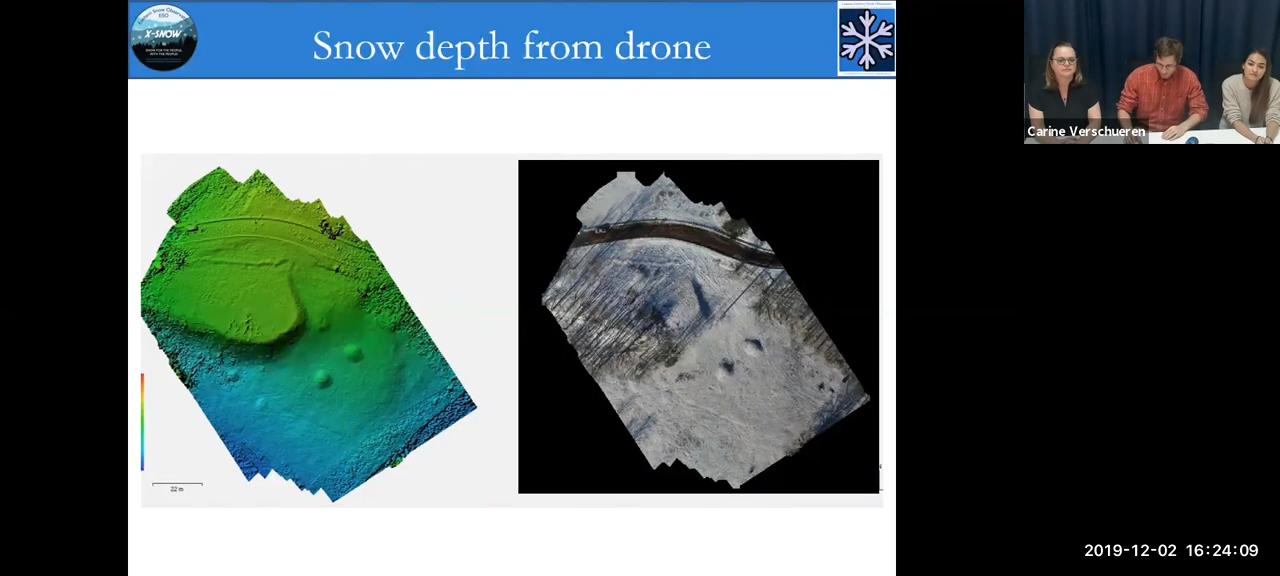 X-SNOW
Snow depth from drone
Carine Verschueren
22 m
2019-12-02 16:24:09